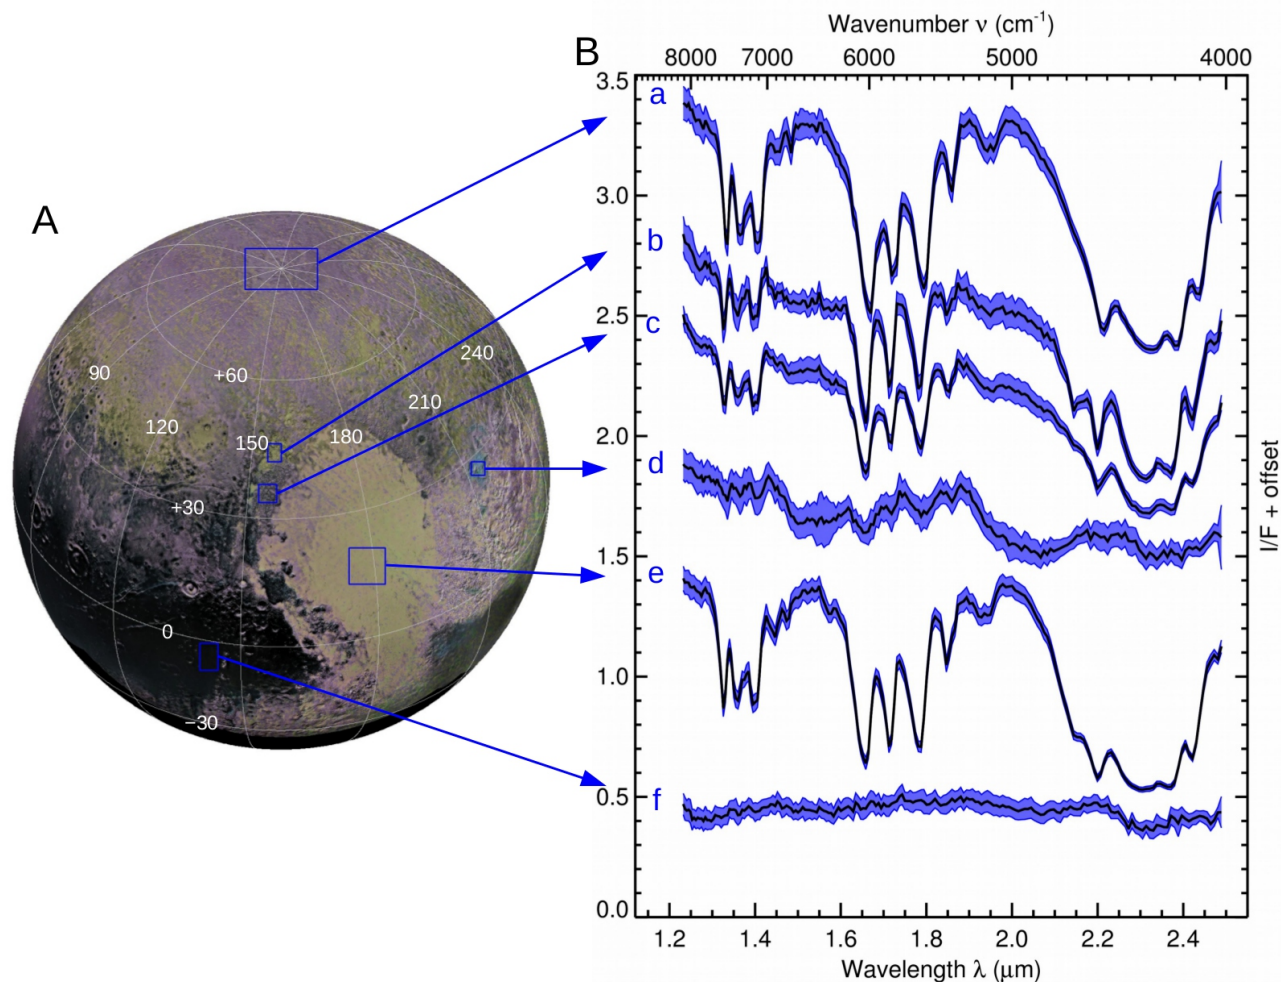 A
90
120
150
180
210
240
+60
+30
0
−30
B
Wavenumber ν (cm⁻¹)
8000 7000 6000 5000 4000
3.5
3.0
2.5
2.0
1.5
1.0
0.5
0.0
a
b
c
d
e
f
I/F + offset
1.2 1.4 1.6 1.8 2.0 2.2 2.4
Wavelength λ (μm)